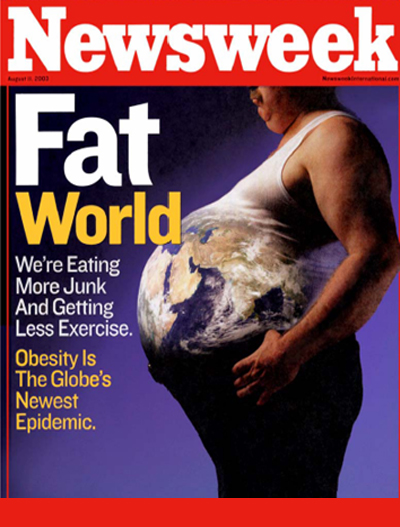 Newsweek
August 11, 2003 NewsweekInternational.com
Fat
World
We're Eating
More Junk
And Getting
Less Exercise.
Obesity Is
The Globe's
Newest
Epidemic.